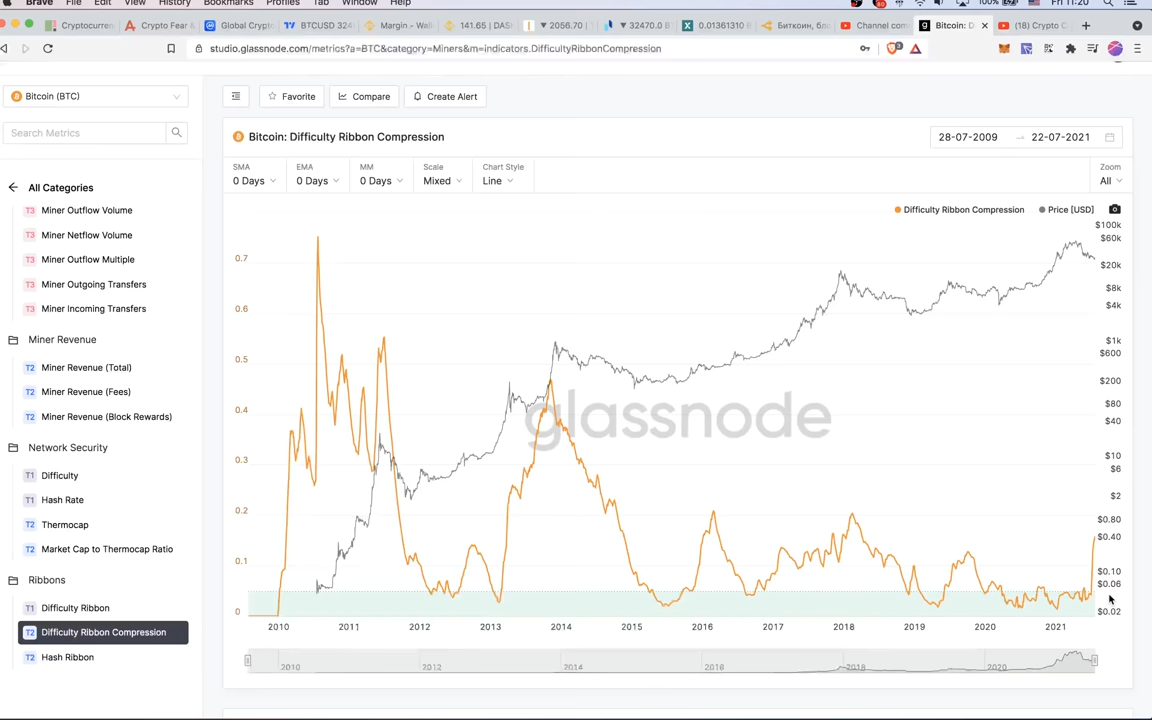 Brave File Edit View History Bookmarks Profiles Tab Window Help 100% Fri 11:20
Cryptocurren Crypto Fear & Global Crypto BTCUSD 324 Margin - Wal 141.65 | DAS ▼ 2056.70 | ▼ 32470.0 B 0.01361310 Биткоин, бло Channel com Bitcoin: D (18) Crypto C
studio.glassnode.com/metrics?a=BTC&category=Miners&m=indicators.DifficultyRibbonCompression
Bitcoin (BTC)
Favorite Compare Create Alert
Search Metrics
Bitcoin: Difficulty Ribbon Compression
28-07-2009 → 22-07-2021
SMA EMA MM Scale Chart Style Zoom
0 Days 0 Days 0 Days Mixed Line All
All Categories
T3 Miner Outflow Volume
T3 Miner Netflow Volume
T3 Miner Outflow Multiple
T3 Miner Outgoing Transfers
T3 Miner Incoming Transfers
Miner Revenue
T2 Miner Revenue (Total)
T2 Miner Revenue (Fees)
T2 Miner Revenue (Block Rewards)
Network Security
T1 Difficulty
T1 Hash Rate
T2 Thermocap
T2 Market Cap to Thermocap Ratio
Ribbons
T1 Difficulty Ribbon
T2 Difficulty Ribbon Compression
T2 Hash Ribbon
Difficulty Ribbon Compression Price [USD]
0.7
0.6
0.5
0.4
0.3
0.2
0.1
0
glassnode
$100k
$60k
$20k
$8k
$4k
$1k
$600
$200
$80
$40
$10
$6
$2
$0.80
$0.40
$0.10
$0.06
$0.02
2010 2011 2012 2013 2014 2015 2016 2017 2018 2019 2020 2021
2010 2012 2014 2016 2018 2020